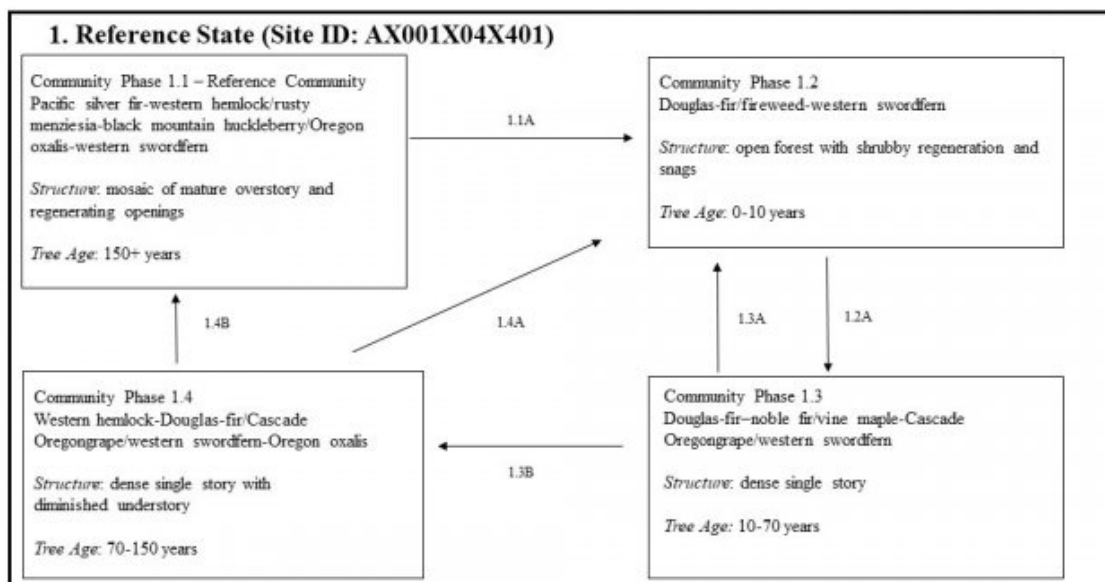 1. Reference State (Site ID: AX001X04X401)
Community Phase 1.1 – Reference Community
Pacific silver fir-western hemlock/rusty
menziesia-black mountain huckleberry/Oregon
oxalis-western swordfern
Structure: mosaic of mature overstory and
regenerating openings
Tree Age: 150+ years
1.1A
Community Phase 1.2
Douglas-fir/fireweed-western swordfern
Structure: open forest with shrubby regeneration and
snags
Tree Age: 0-10 years
1.4B
1.4A
1.3A
1.2A
Community Phase 1.4
Western hemlock-Douglas-fir/Cascade
Oregongrape/western swordfern-Oregon oxalis
Structure: dense single story with
diminished understory
Tree Age: 70-150 years
1.3B
Community Phase 1.3
Douglas-fir–noble fir/vine maple-Cascade
Oregongrape/western swordfern
Structure: dense single story
Tree Age: 10-70 years